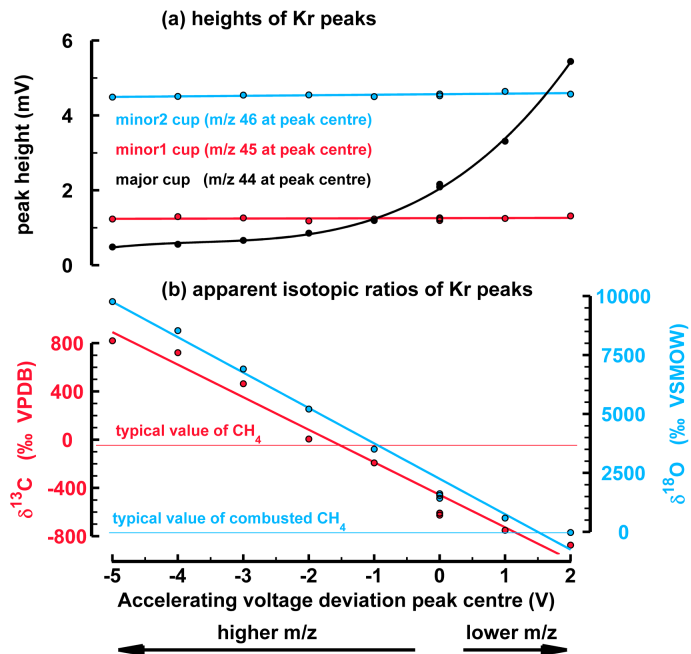 (a) heights of Kr peaks
peak height (mV)
6
4
2
0
minor2 cup (m/z 46 at peak centre)
minor1 cup (m/z 45 at peak centre)
major cup (m/z 44 at peak centre)
(b) apparent isotopic ratios of Kr peaks
δ13C (‰ VPDB)
800
400
0
-400
-800
typical value of CH4
typical value of combusted CH4
10000
7500
5000
2500
0
δ18O (‰ VSMOW)
-5 -4 -3 -2 -1 0 1 2
Accelerating voltage deviation peak centre (V)
higher m/z lower m/z